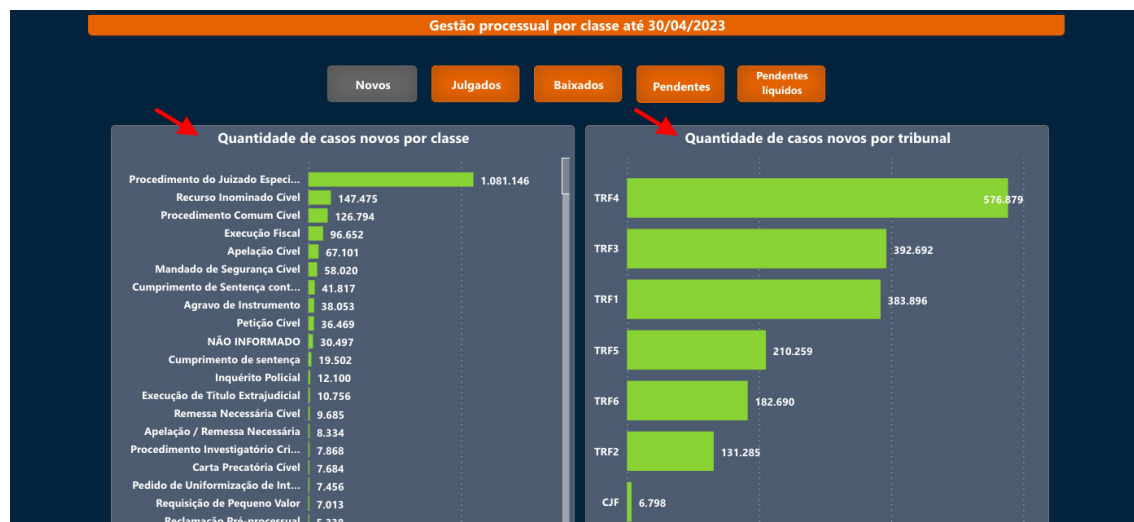 Gestão processual por classe até 30/04/2023
Novos
Julgados
Baixados
Pendentes
Pendentes
líquidos
Quantidade de casos novos por classe
Procedimento do Juizado Especi... 1.081.146
Recurso Inominado Cível 147.475
Procedimento Comum Cível 126.794
Execução Fiscal 96.652
Apelação Cível 67.101
Mandado de Segurança Cível 58.020
Cumprimento de Sentença cont... 41.817
Agravo de Instrumento 38.053
Petição Cível 36.469
NÃO INFORMADO 30.497
Cumprimento de sentença 19.502
Inquérito Policial 12.100
Execução de Título Extrajudicial 10.756
Remessa Necessária Cível 9.685
Apelação / Remessa Necessária 8.334
Procedimento Investigatório Cri... 7.868
Carta Precatória Cível 7.684
Pedido de Uniformização de Int... 7.456
Requisição de Pequeno Valor 7.013
Reclamação Pré-processual
Quantidade de casos novos por tribunal
TRF4 576.879
TRF3 392.692
TRF1 383.896
TRF5 210.259
TRF6 182.690
TRF2 131.285
CJF 6.798